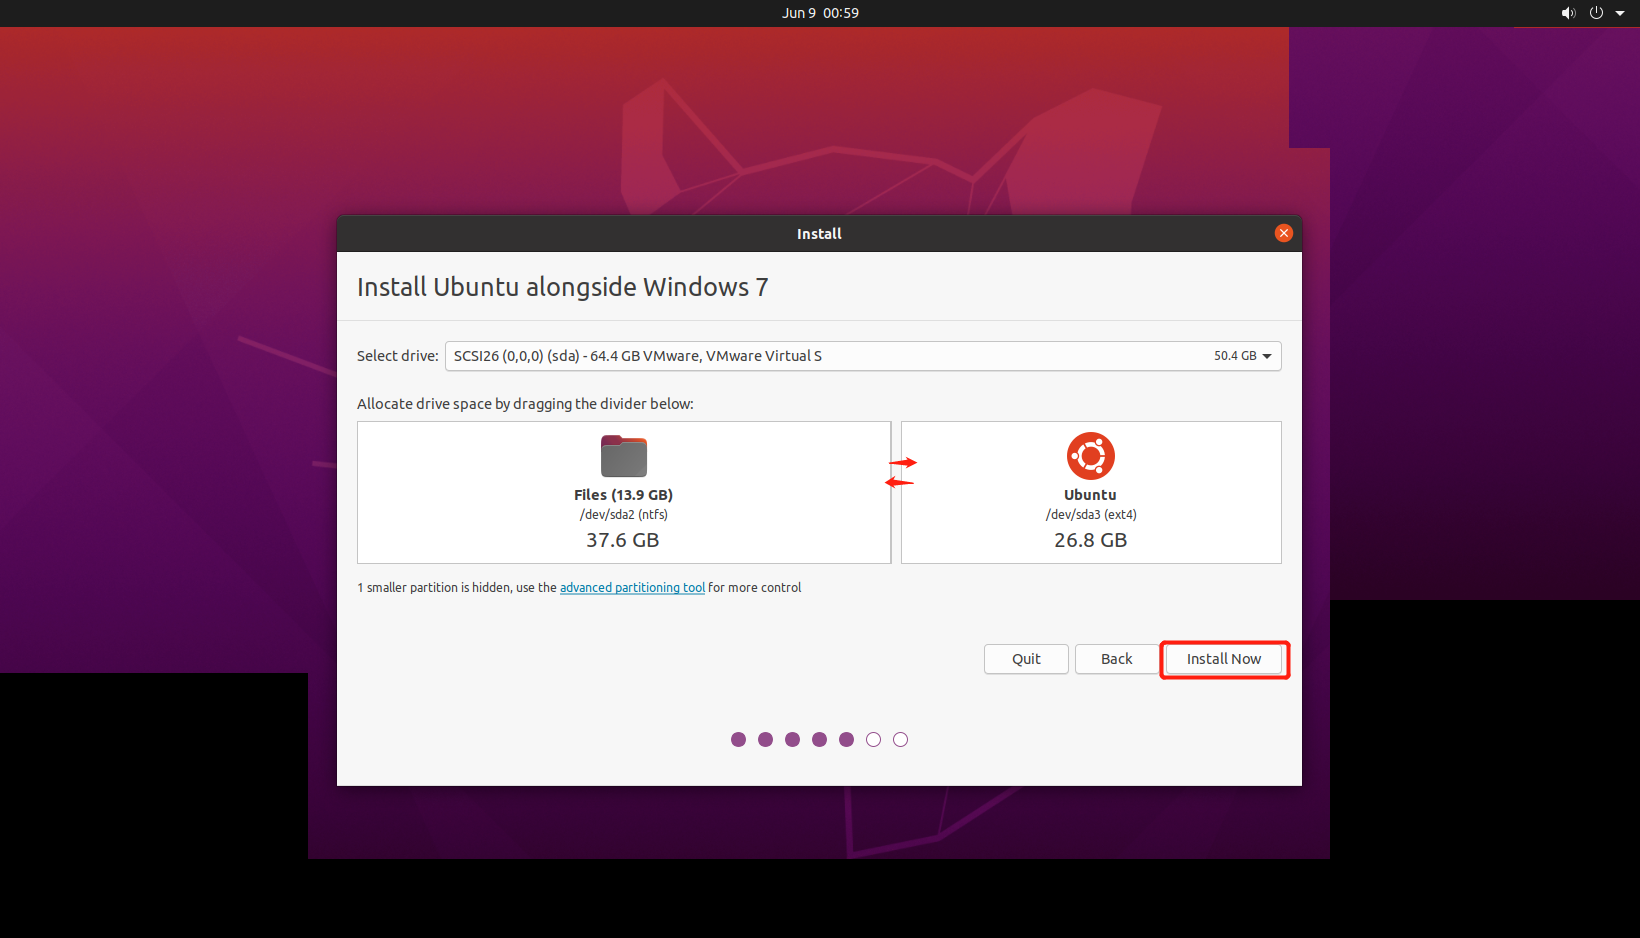 Jun 9 00:59
Install
Install Ubuntu alongside Windows 7
Select drive: SCSI26 (0,0,0) (sda) - 64.4 GB VMware, VMware Virtual S 50.4 GB
Allocate drive space by dragging the divider below:
Files (13.9 GB)
/dev/sda2 (ntfs)
37.6 GB
Ubuntu
/dev/sda3 (ext4)
26.8 GB
1 smaller partition is hidden, use the advanced partitioning tool for more control
Quit Back Install Now